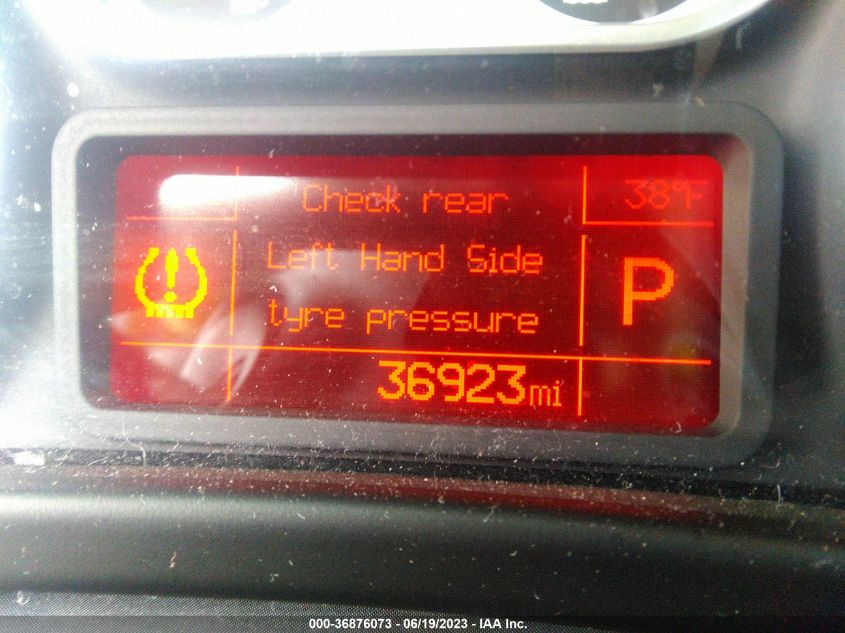 Check rear
38°F
Left Hand Side
P
tyre pressure
36923mi
000-36876073 - 06/19/2023 - IAA Inc.